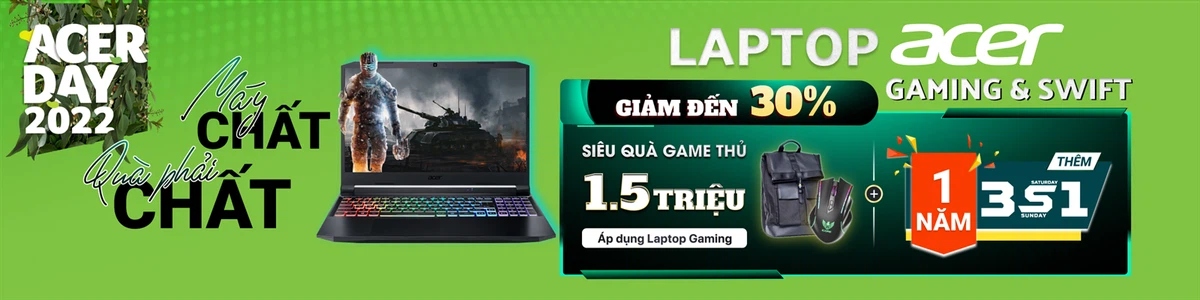 ACER
DAY
2022
Máy
CHẤT
Quà phải
CHẤT
acer
LAPTOP acer
GAMING & SWIFT
GIẢM ĐẾN 30%
SIÊU QUÀ GAME THỦ
1.5 TRIỆU
Áp dụng Laptop Gaming
+
1
NĂM
THÊM
3S1
SATURDAY
SUNDAY